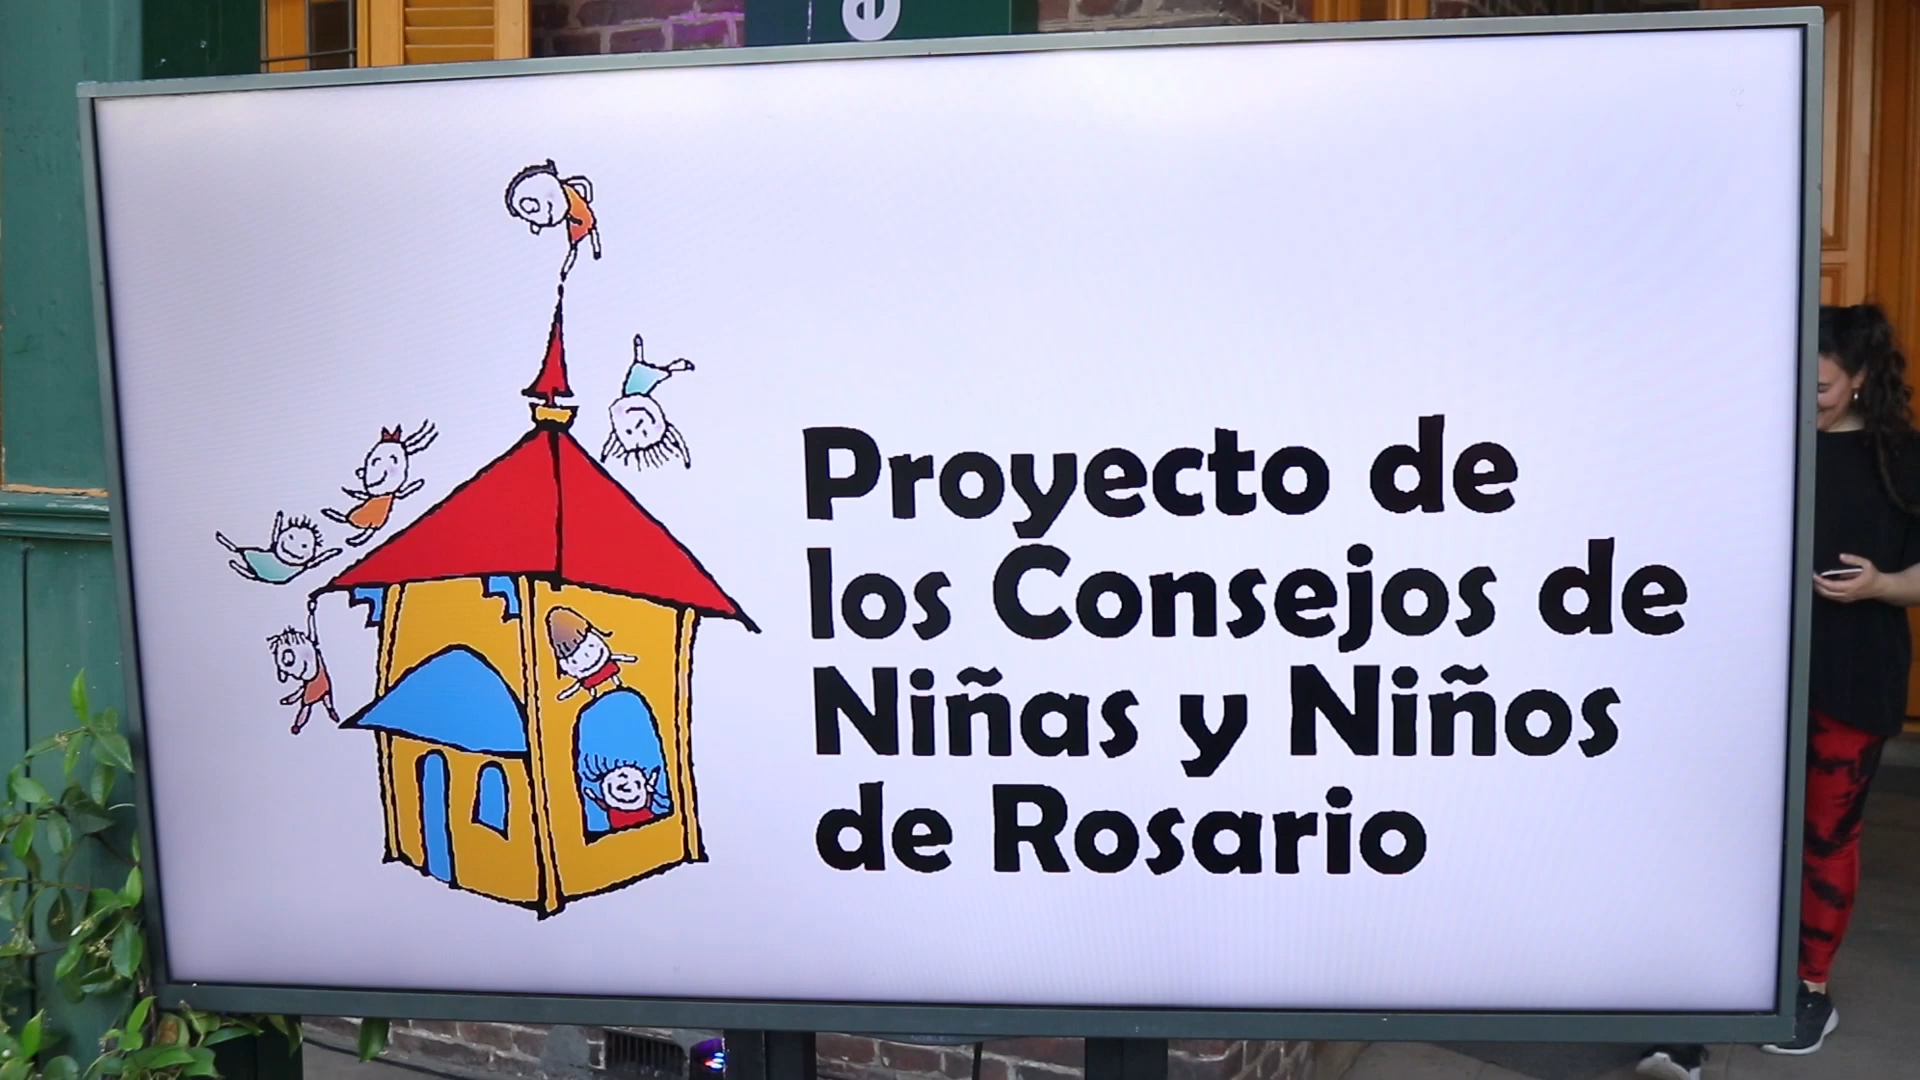 e
Proyecto de
los Consejos de
Niñas y Niños
de Rosario